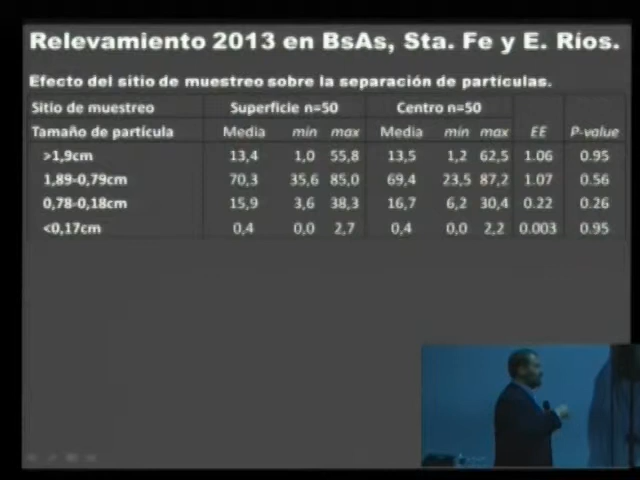 Relevamiento 2013 en BsAs, Sta. Fe y E. Ríos.
Efecto del sitio de muestreo sobre la separación de partículas.
Sitio de muestreo Superficie n=50 Centro n=50
Tamaño de partícula Media min max Media min max EE P-value
>1,9cm 13,4 1,0 55,8 13,5 1,2 62,5 1.06 0.95
1,89-0,79cm 70,3 35,6 85,0 69,4 23,5 87,2 1.07 0.56
0,78-0,18cm 15,9 3,6 38,3 16,7 6,2 30,4 0.22 0.26
<0,17cm 0,4 0,0 2,7 0,4 0,0 2,2 0.003 0.95